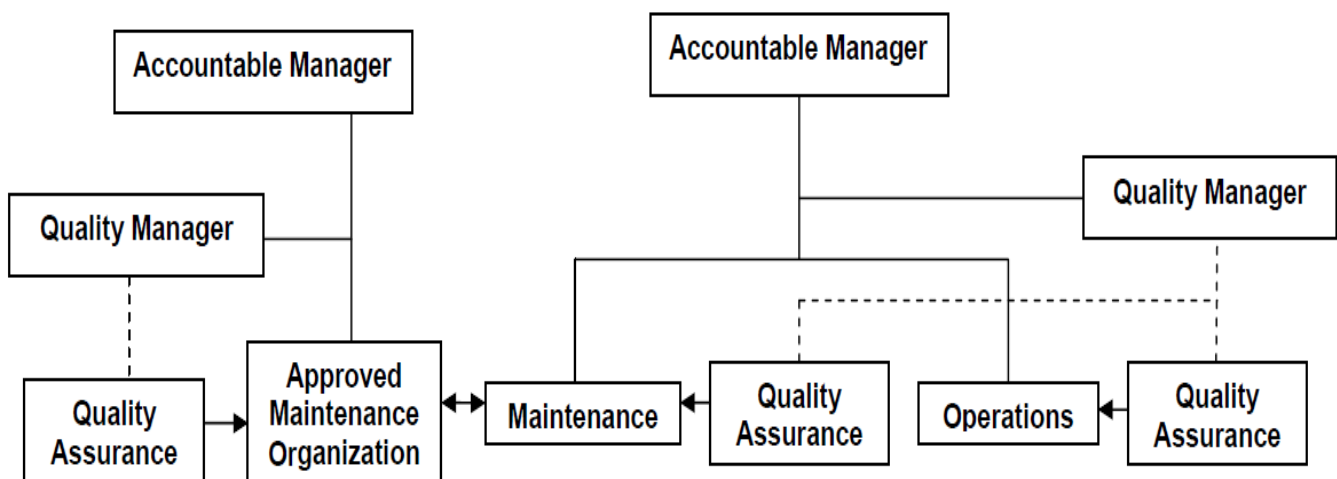 Accountable Manager
Accountable Manager
Quality Manager
Quality Manager
Quality
Assurance
Approved
Maintenance
Organization
Maintenance
Quality
Assurance
Operations
Quality
Assurance